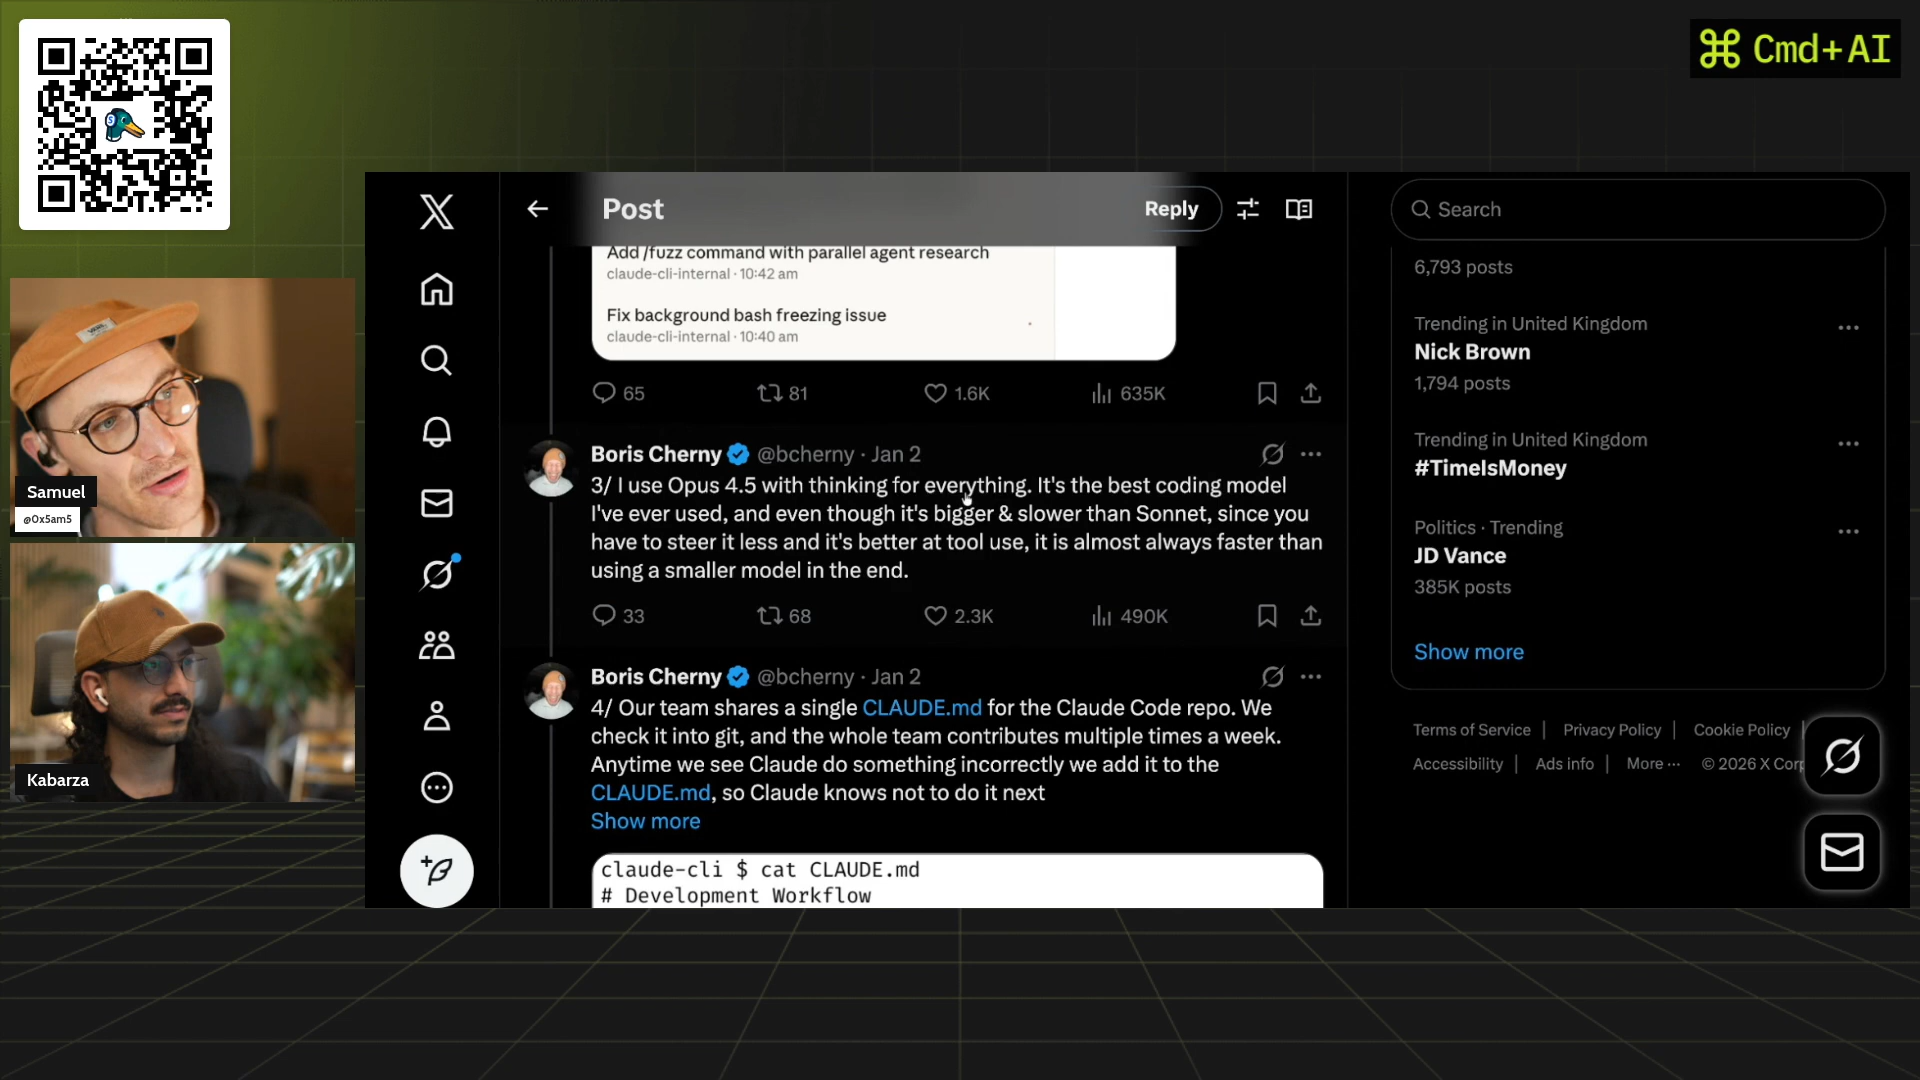 Cmd+AI
Samuel
@0x5am5
Kabarza
Post
Reply
Add /fuzz command with parallel agent research
claude-cli-internal · 10:42 am
Fix background bash freezing issue
claude-cli-internal · 10:40 am
65
81
1.6K
635K
Boris Cherny @bcherny · Jan 2
3/ I use Opus 4.5 with thinking for everything. It's the best coding model
I've ever used, and even though it's bigger & slower than Sonnet, since you
have to steer it less and it's better at tool use, it is almost always faster than
using a smaller model in the end.
33
68
2.3K
490K
Boris Cherny @bcherny · Jan 2
4/ Our team shares a single CLAUDE.md for the Claude Code repo. We
check it into git, and the whole team contributes multiple times a week.
Anytime we see Claude do something incorrectly we add it to the
CLAUDE.md, so Claude knows not to do it next
Show more
claude-cli $ cat CLAUDE.md
# Development Workflow
Search
6,793 posts
Trending in United Kingdom
Nick Brown
1,794 posts
Trending in United Kingdom
#TimeIsMoney
Politics · Trending
JD Vance
385K posts
Show more
Terms of Service | Privacy Policy | Cookie Policy |
Accessibility | Ads info | More ··· © 2026 X Corp